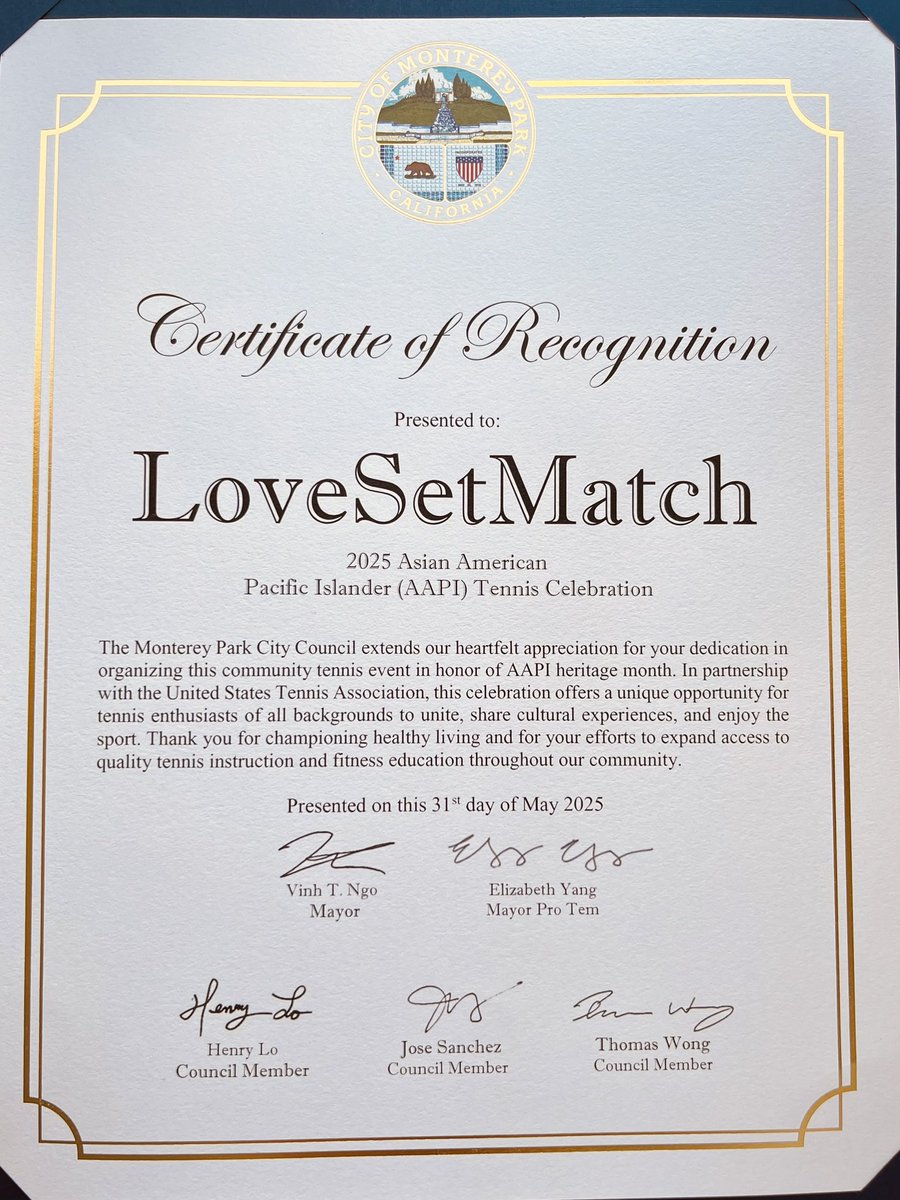 CITY OF MONTEREY PARK
CALIFORNIA
Certificate of Recognition
Presented to:
LoveSetMatch
2025 Asian American
Pacific Islander (AAPI) Tennis Celebration
The Monterey Park City Council extends our heartfelt appreciation for your dedication in
organizing this community tennis event in honor of AAPI heritage month. In partnership
with the United States Tennis Association, this celebration offers a unique opportunity for
tennis enthusiasts of all backgrounds to unite, share cultural experiences, and enjoy the
sport. Thank you for championing healthy living and for your efforts to expand access to
quality tennis instruction and fitness education throughout our community.
Presented on this 31st day of May 2025
Vinh T. Ngo
Mayor
Elizabeth Yang
Mayor Pro Tem
Henry Lo
Henry Lo
Council Member
Jose Sanchez
Council Member
Thomas Wong
Council Member